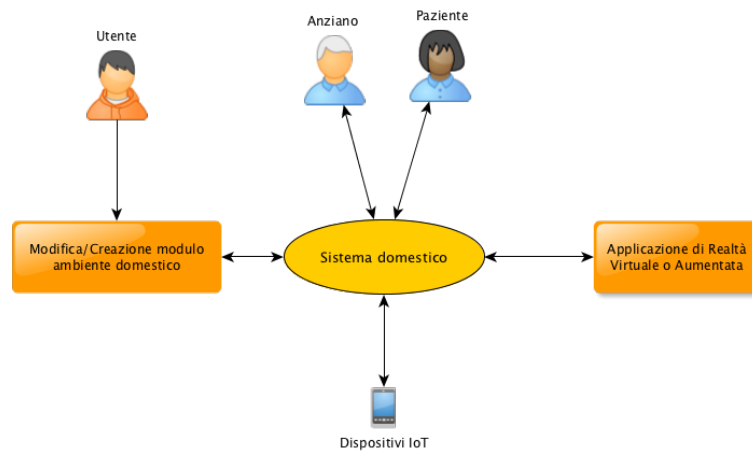 Utente
Anziano
Paziente
Modifica/Creazione modulo
ambiente domestico
Sistema domestico
Applicazione di Realtà
Virtuale o Aumentata
Dispositivi IoT